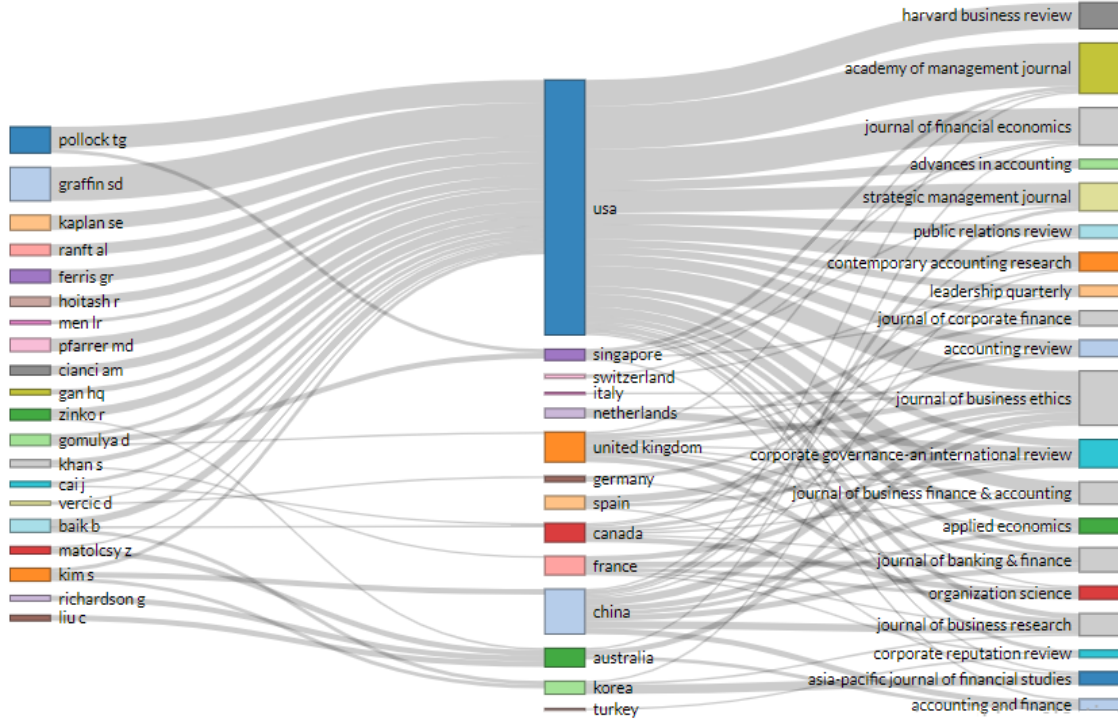 pollock tg
graffin sd
kaplan se
ranft al
ferris gr
hoitash r
men lr
pfarrer md
cianci am
gan hq
zinko r
gomulya d
khan s
cai j
vercic d
baik b
matolcsy z
kim s
richardson g
liu c
usa
singapore
switzerland
italy
netherlands
united kingdom
germany
spain
canada
france
china
australia
korea
turkey
harvard business review
academy of management journal
journal of financial economics
advances in accounting
strategic management journal
public relations review
contemporary accounting research
leadership quarterly
journal of corporate finance
accounting review
journal of business ethics
corporate governance-an international review
journal of business finance & accounting
applied economics
journal of banking & finance
organization science
journal of business research
corporate reputation review
asia-pacific journal of financial studies
accounting and finance